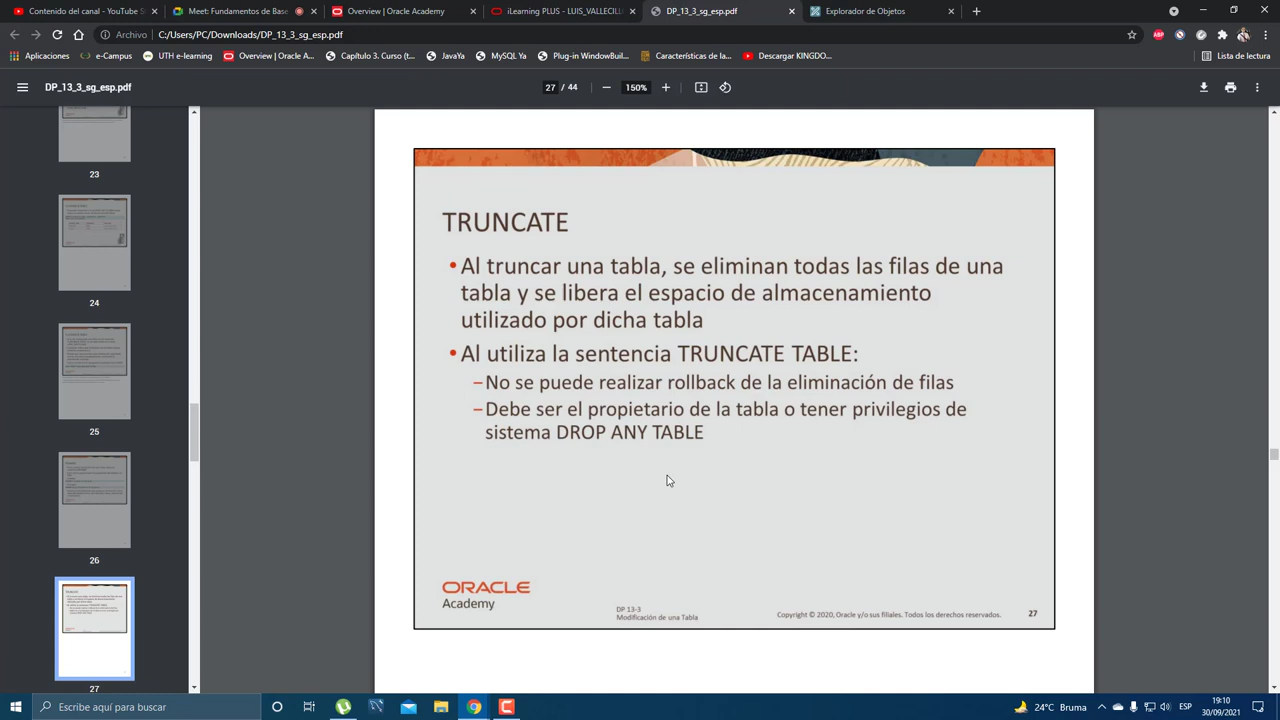 Contenido del canal - YouTube S
Meet: Fundamentos de Base
Overview | Oracle Academy
iLearning PLUS - LUIS_VALLECILL
DP_13_3_sg_esp.pdf
Explorador de Objetos
Archivo
C:/Users/PC/Downloads/DP_13_3_sg_esp.pdf
Aplicaciones
e-Campus
UTH e-learning
Overview | Oracle A...
Capitulo 3. Curso (t...
JavaYa
MySQL Ya
Plug-in WindowBuil...
Características de la...
Descargar KINGDO...
Lista de lectura
DP_13_3_sg_esp.pdf
27 / 44
150%
23
24
25
26
27
TRUNCATE
•Al truncar una tabla, se eliminan todas las filas de una
tabla y se libera el espacio de almacenamiento
utilizado por dicha tabla
•Al utiliza la sentencia TRUNCATE TABLE:
–No se puede realizar rollback de la eliminación de filas
–Debe ser el propietario de la tabla o tener privilegios de
sistema DROP ANY TABLE
ORACLE
Academy
DP 13-3
Modificación de una Tabla
Copyright © 2020, Oracle y/o sus filiales. Todos los derechos reservados.
27
Escribe aquí para buscar
24°C Bruma
ESP
19:10
30/09/2021